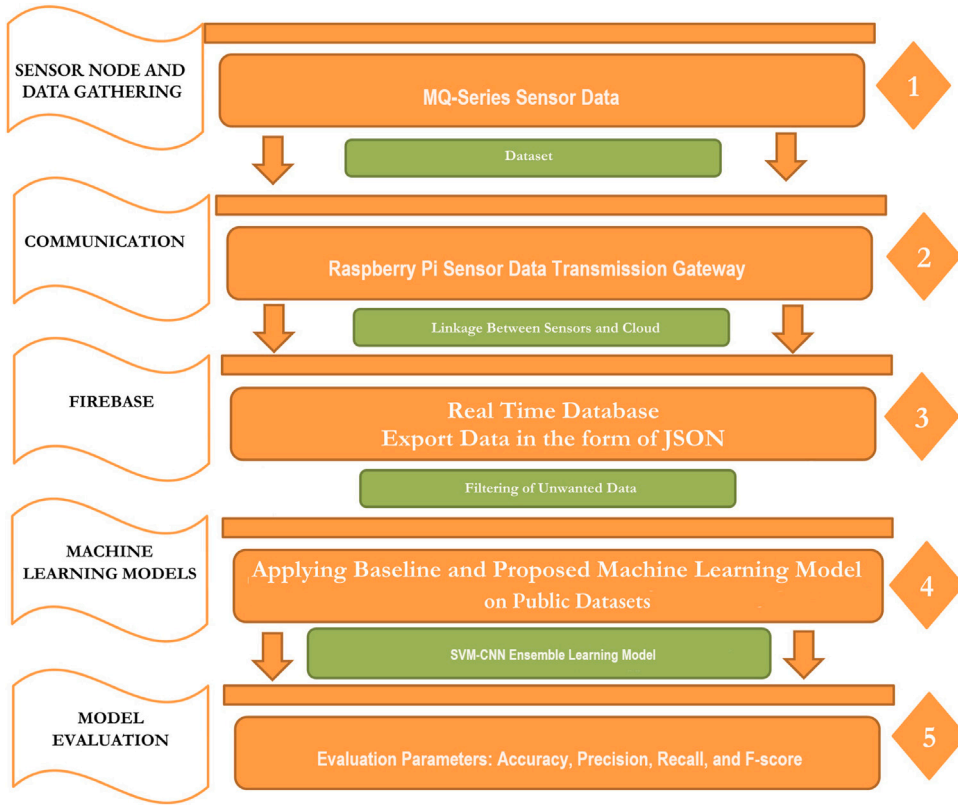 SENSOR NODE AND
DATA GATHERING
MQ-Series Sensor Data
1
Dataset
COMMUNICATION
Raspberry Pi Sensor Data Transmission Gateway
2
Linkage Between Sensors and Cloud
FIREBASE
Real Time Database
Export Data in the form of JSON
3
Filtering of Unwanted Data
MACHINE
LEARNING MODELS
Applying Baseline and Proposed Machine Learning Model
on Public Datasets
4
SVM-CNN Ensemble Learning Model
MODEL
EVALUATION
Evaluation Parameters: Accuracy, Precision, Recall, and F-score
5